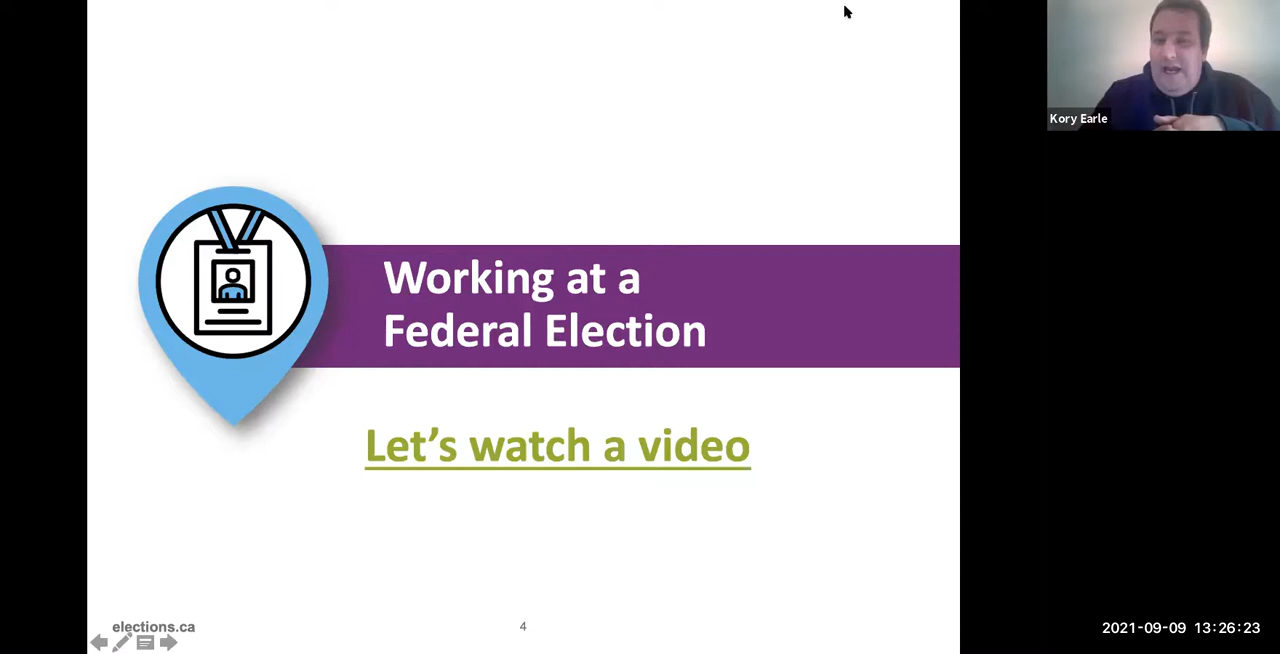 Kory Earle
Working at a
Federal Election
Let's watch a video
elections.ca
4
2021-09-09 13:26:23